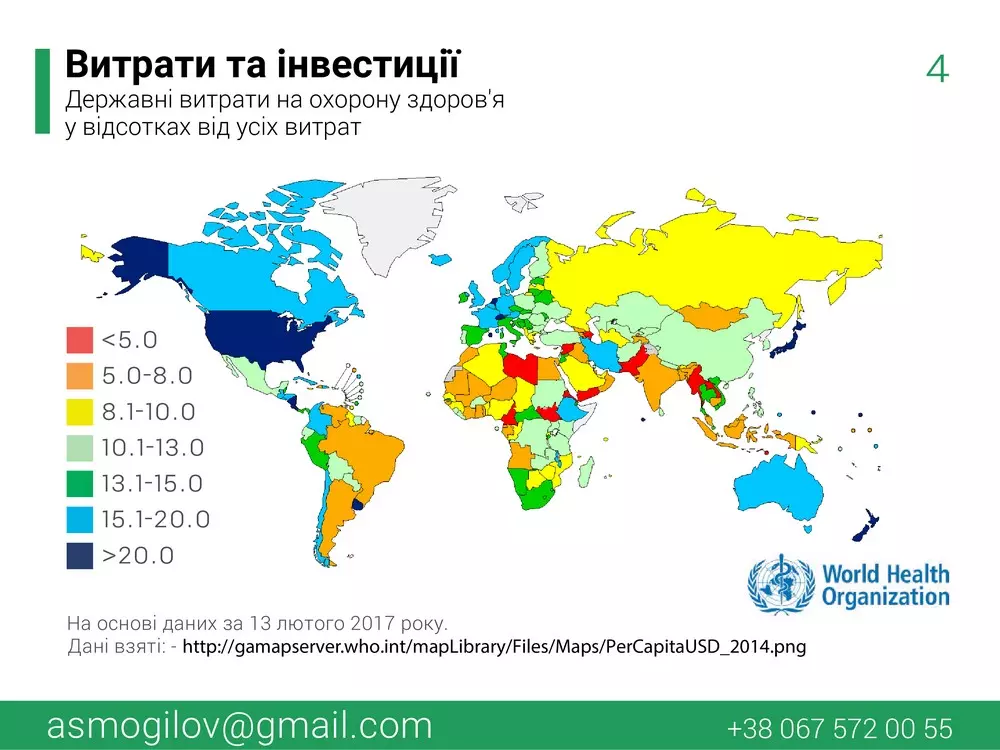 Витрати та інвестиції
4
Державні витрати на охорону здоров'я
у відсотках від усіх витрат
<5.0
5.0-8.0
8.1-10.0
10.1-13.0
13.1-15.0
15.1-20.0
>20.0
World Health
Organization
На основі даних за 13 лютого 2017 року.
Дані взяті: - http://gamapserver.who.int/mapLibrary/Files/Maps/PerCapitaUSD_2014.png
asmogilov@gmail.com
+38 067 572 00 55